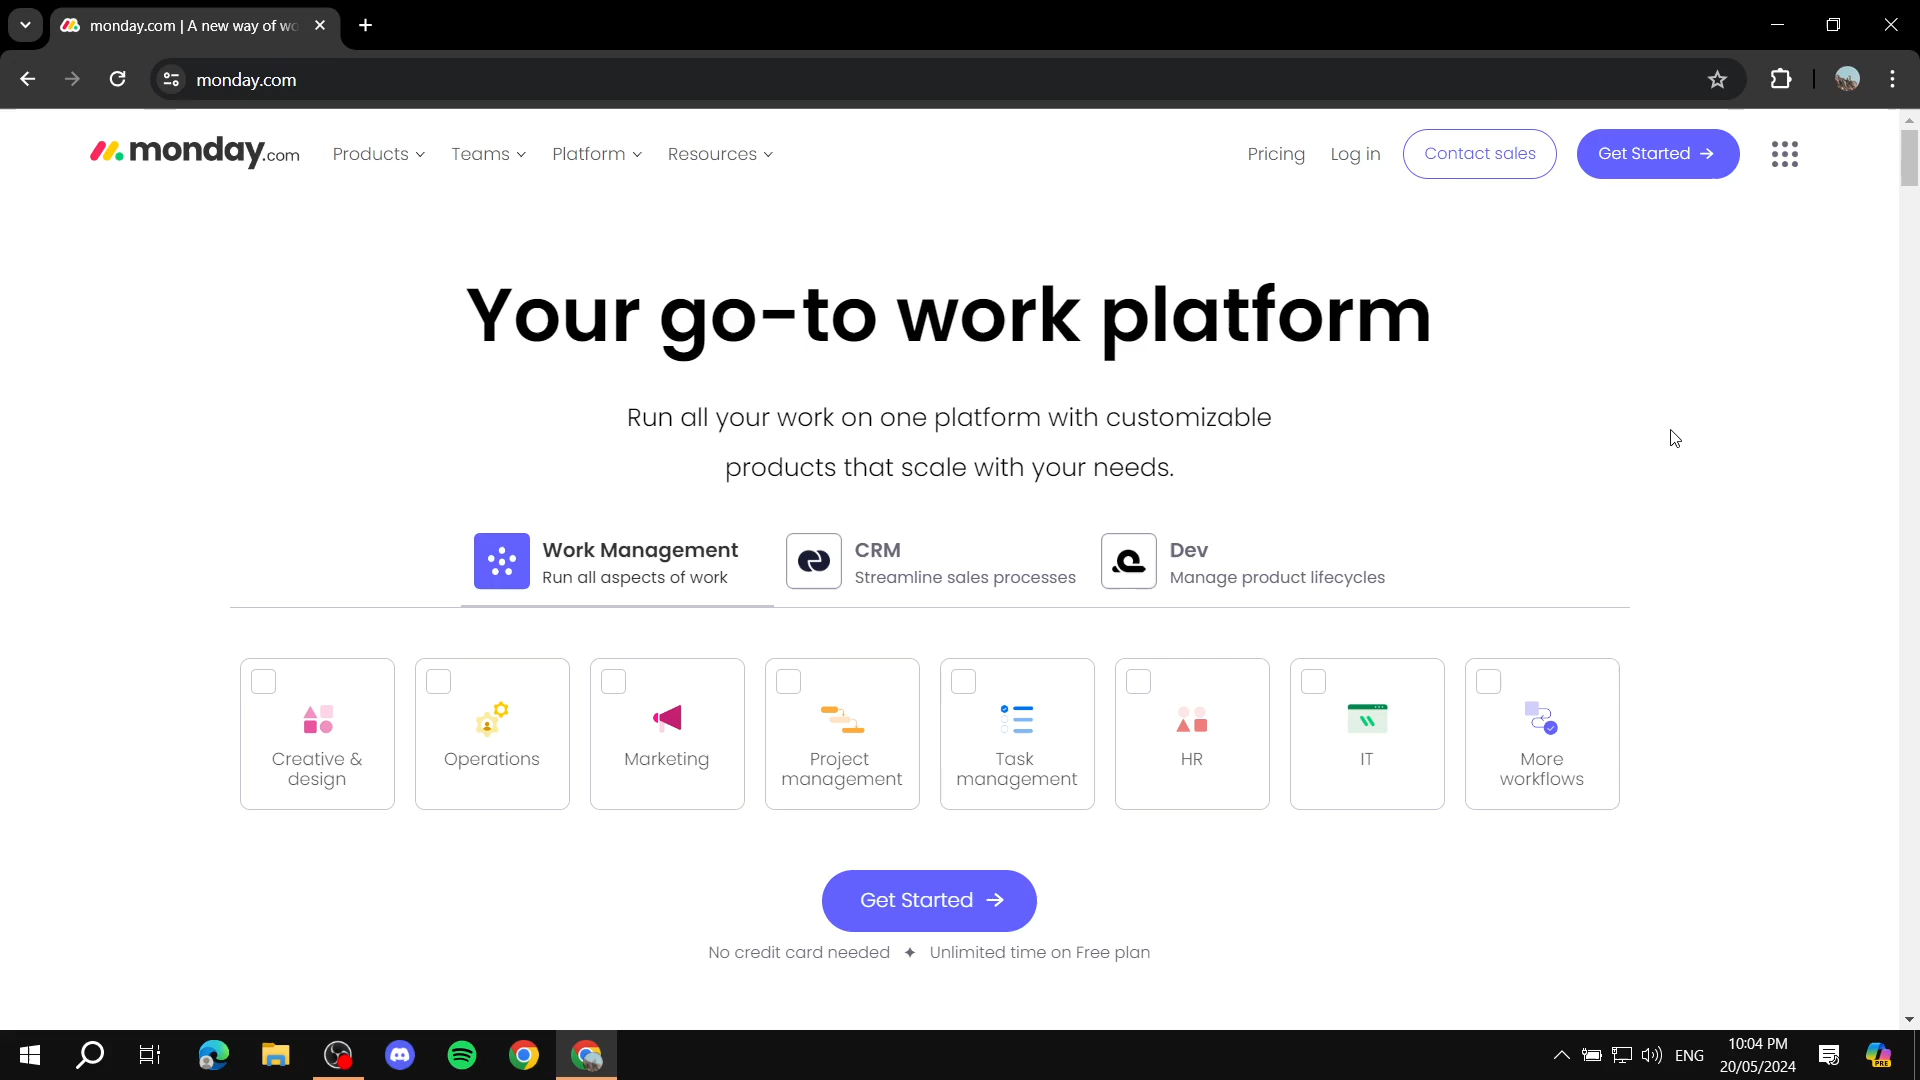 monday.com | A new way of wo
monday.com
monday.com
Products
Teams
Platform
Resources
Pricing
Log in
Contact sales
Get Started
Your go-to work platform
Run all your work on one platform with customizable
products that scale with your needs.
Work Management
Run all aspects of work
CRM
Streamline sales processes
Dev
Manage product lifecycles
Creative &
design
Operations
Marketing
Project
management
Task
management
HR
IT
More
workflows
Get Started
No credit card needed ✦ Unlimited time on Free plan
ENG
10:04 PM
20/05/2024
PRE